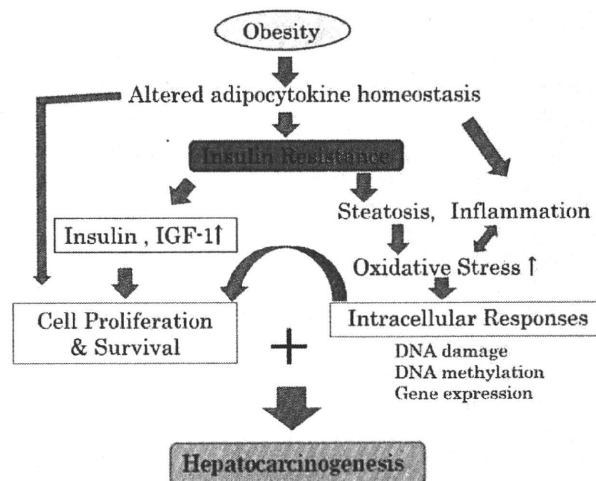 Obesity
Altered adipocytokine homeostasis
Insulin Resistance
Steatosis, Inflammation
Insulin , IGF-1↑
Oxidative Stress ↑
Cell Proliferation
& Survival
+
Intracellular Responses
DNA damage
DNA methylation
Gene expression
Hepatocarcinogenesis